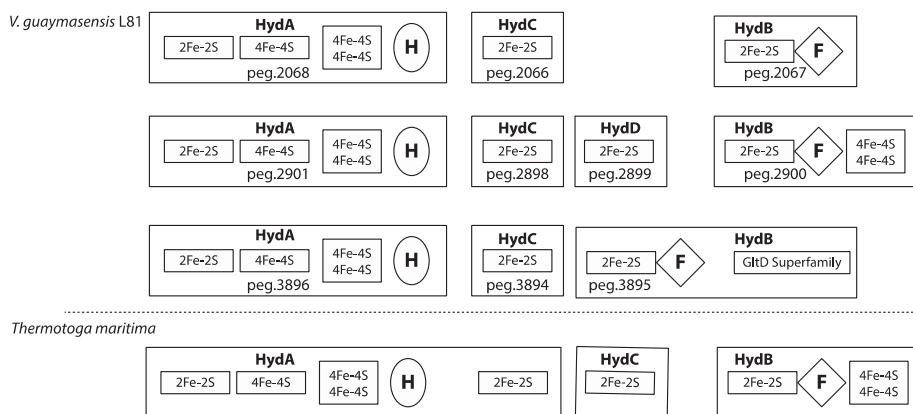 V. guaymasensis L81
HydA HydC HydB
2Fe-2S 4Fe-4S 4Fe-4S 4Fe-4S H 2Fe-2S 2Fe-2S F
peg.2068 peg.2066 peg.2067
HydA HydC HydD HydB
2Fe-2S 4Fe-4S 4Fe-4S 4Fe-4S H 2Fe-2S 2Fe-2S 2Fe-2S F 4Fe-4S 4Fe-4S
peg.2901 peg.2898 peg.2899 peg.2900
HydA HydC HydB
2Fe-2S 4Fe-4S 4Fe-4S 4Fe-4S H 2Fe-2S 2Fe-2S F GltD Superfamily
peg.3896 peg.3894 peg.3895
Thermotoga maritima
HydA HydC HydB
2Fe-2S 4Fe-4S 4Fe-4S 4Fe-4S H 2Fe-2S 2Fe-2S 2Fe-2S F 4Fe-4S 4Fe-4S